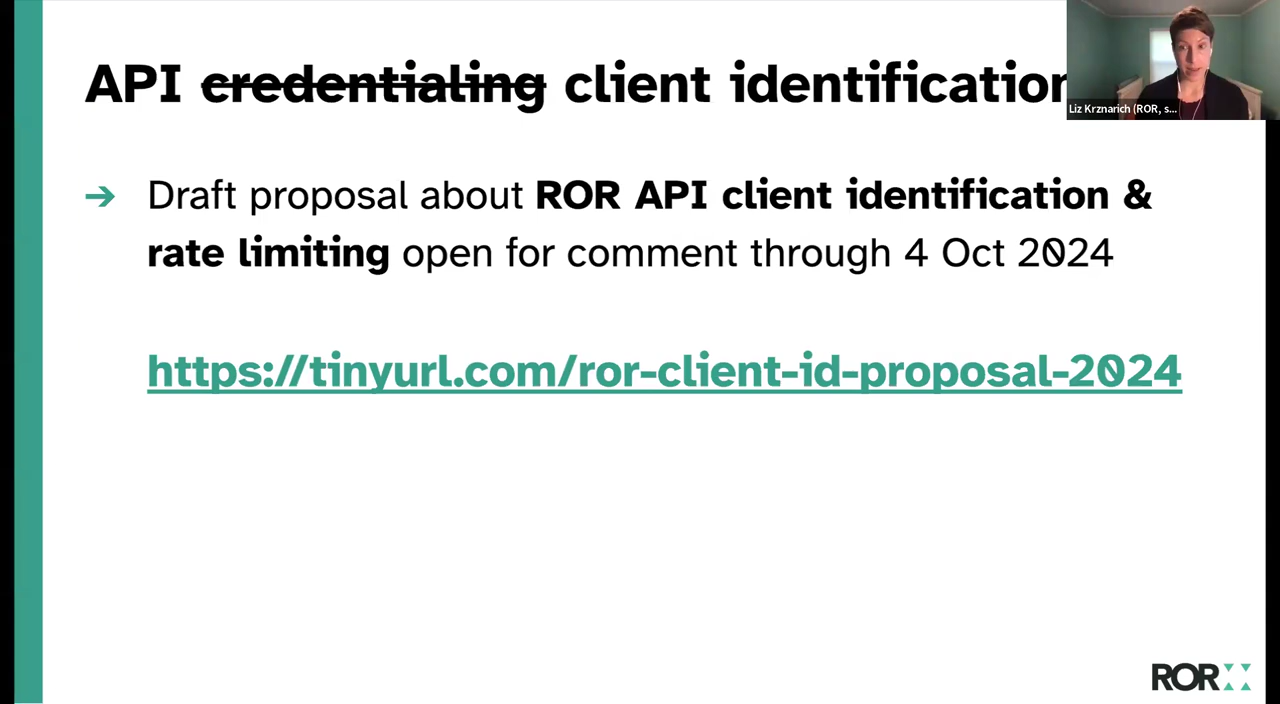 API credentialing client identification
Liz Krznarich (ROR, s...
➔ Draft proposal about ROR API client identification &
rate limiting open for comment through 4 Oct 2024
https://tinyurl.com/ror-client-id-proposal-2024
ROR